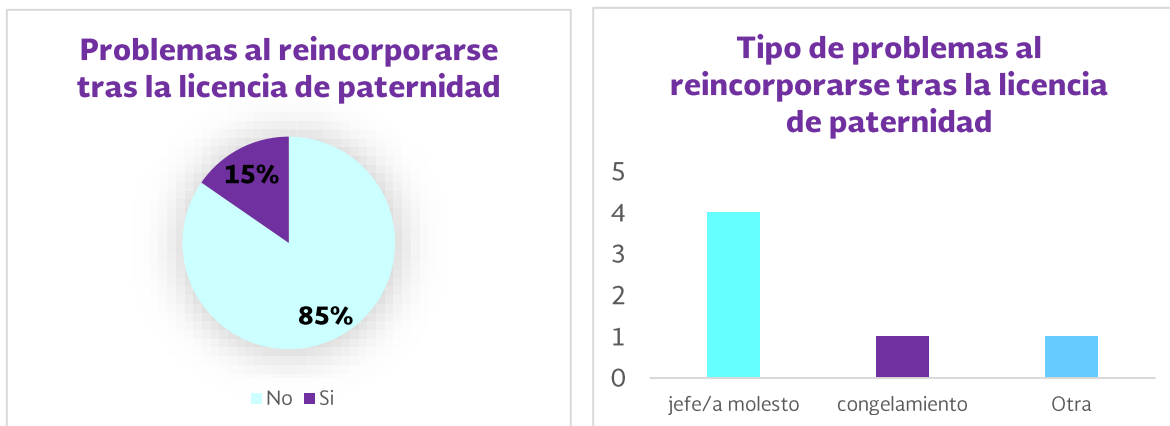 Problemas al reincorporarse
tras la licencia de paternidad
15%
85%
No Si
Tipo de problemas al
reincorporarse tras la licencia
de paternidad
5
4
3
2
1
0
jefe/a molesto congelamiento Otra